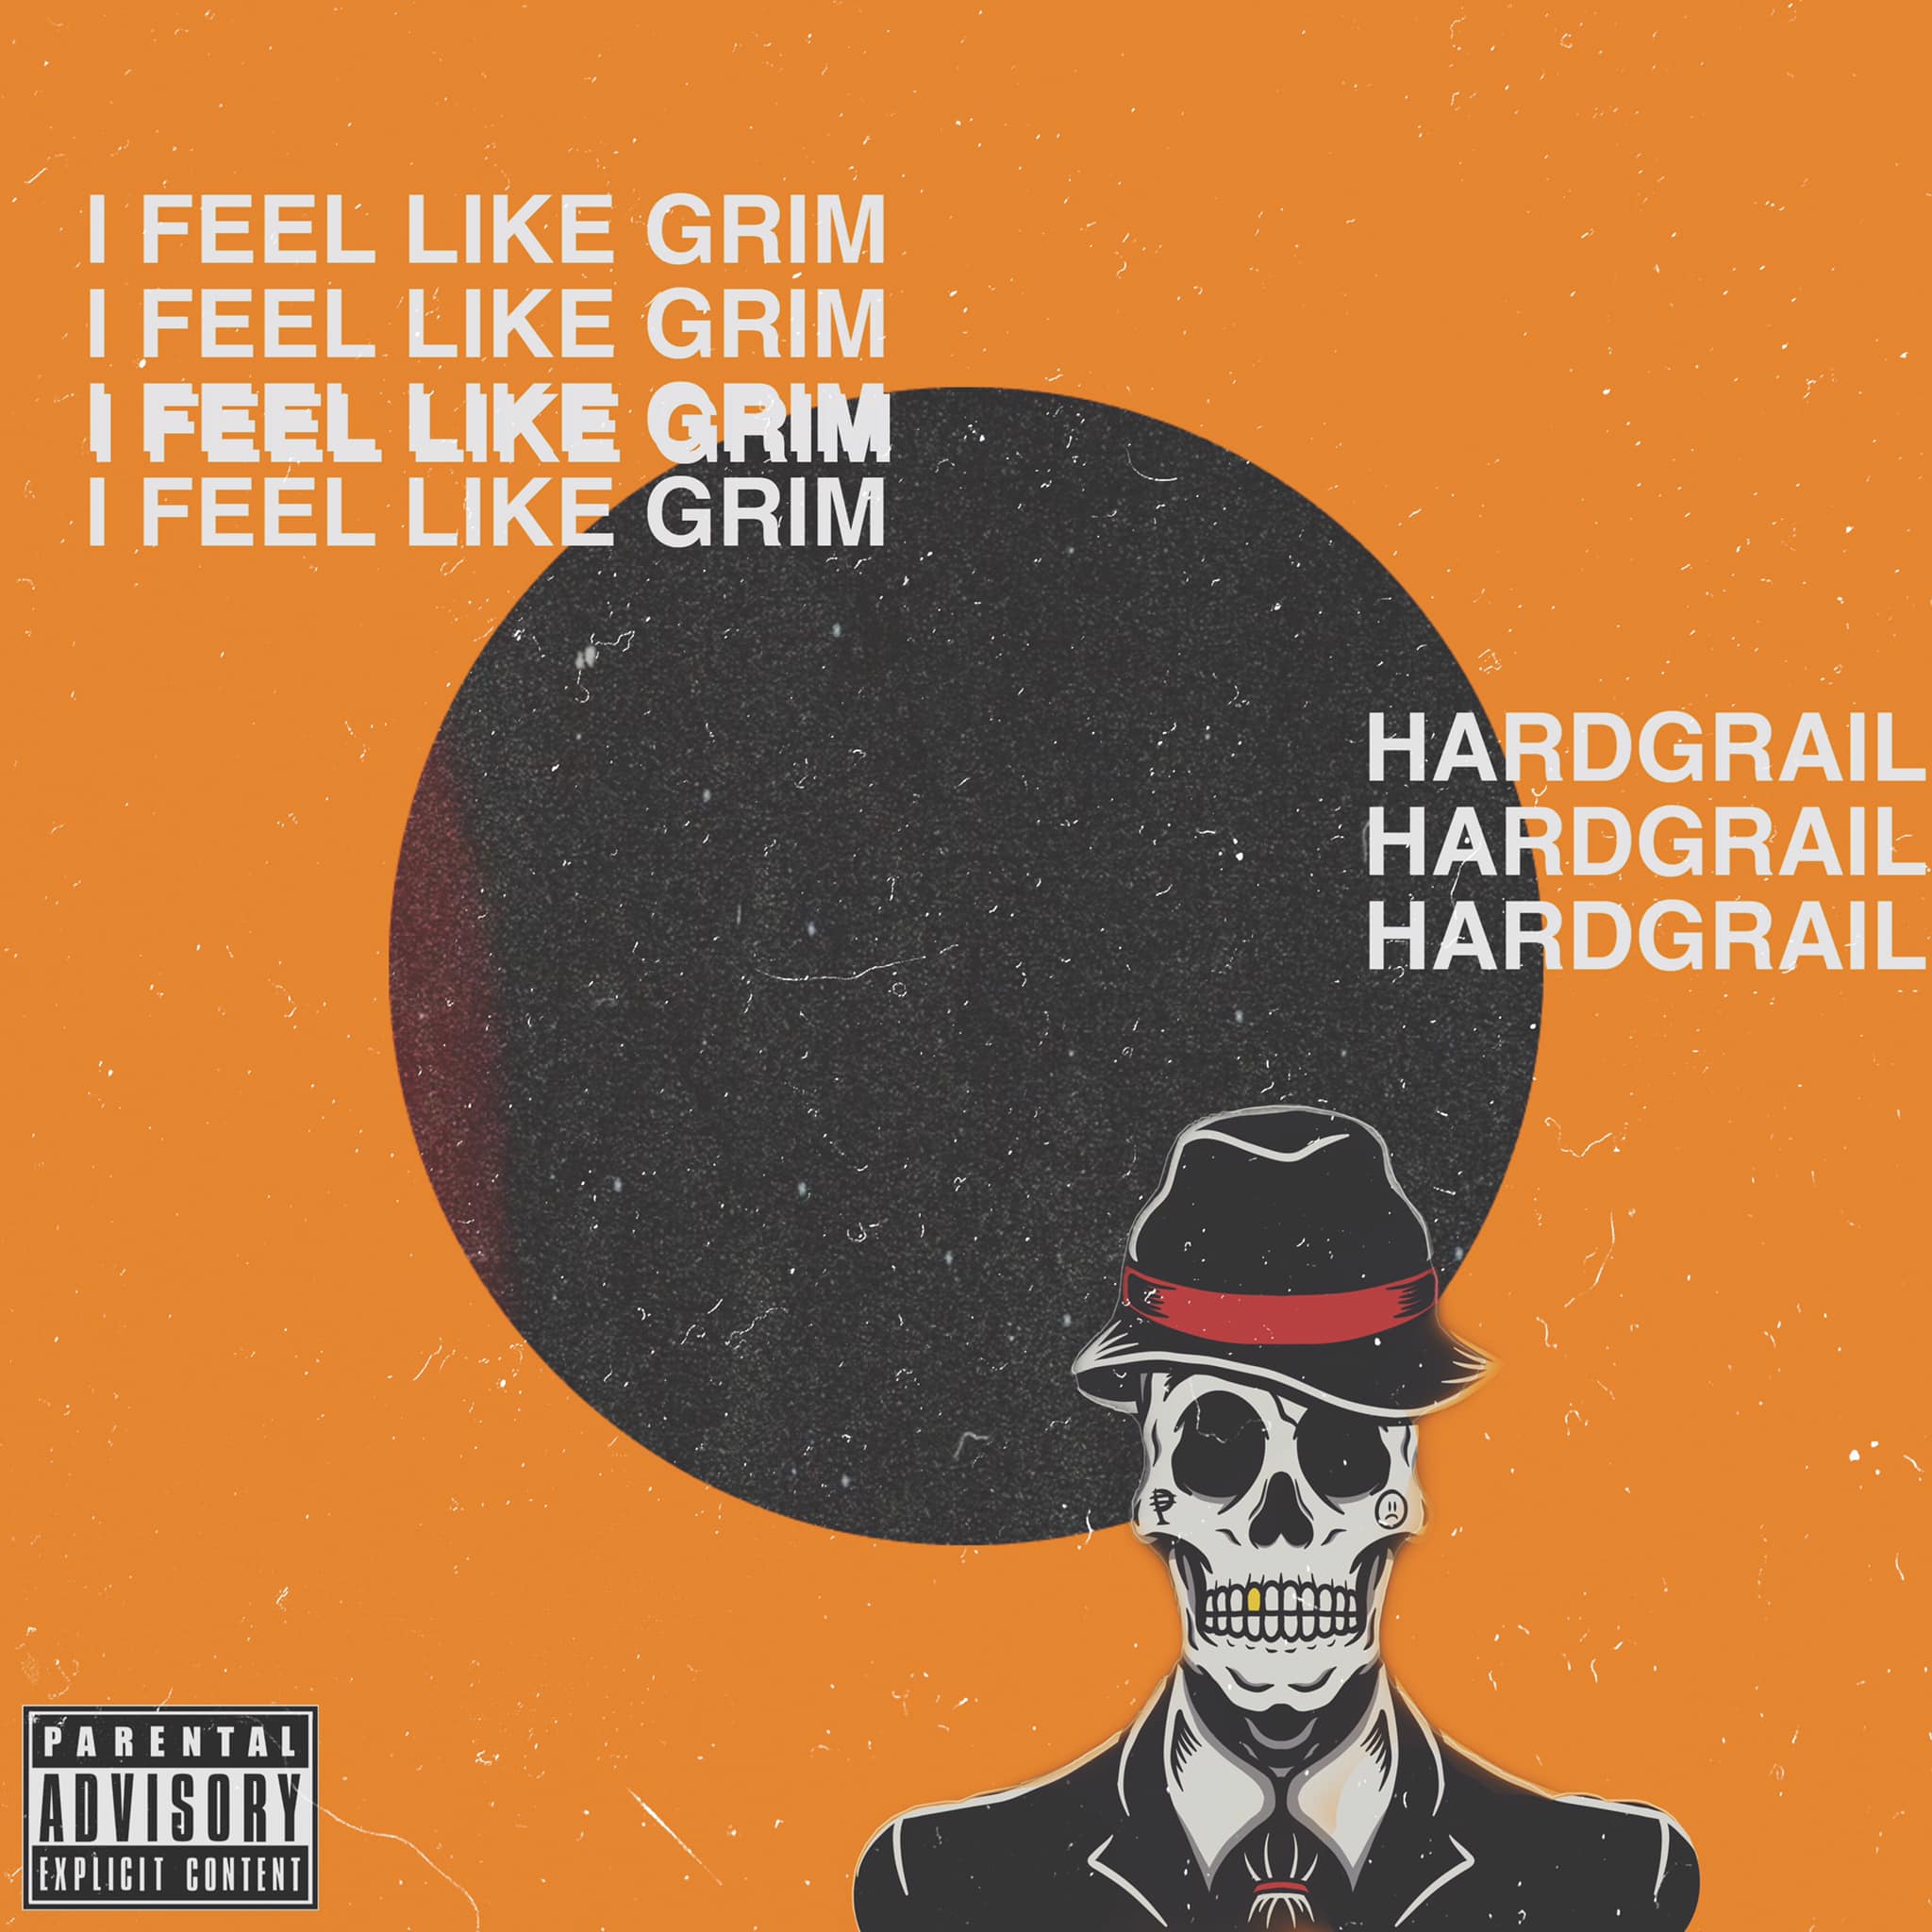 I FEEL LIKE GRIM
I FEEL LIKE GRIM
I FEEL LIKE GRIM
I FEEL LIKE GRIM
HARDGRAIL
HARDGRAIL
HARDGRAIL
PARENTAL
ADVISORY
EXPLICIT CONTENT